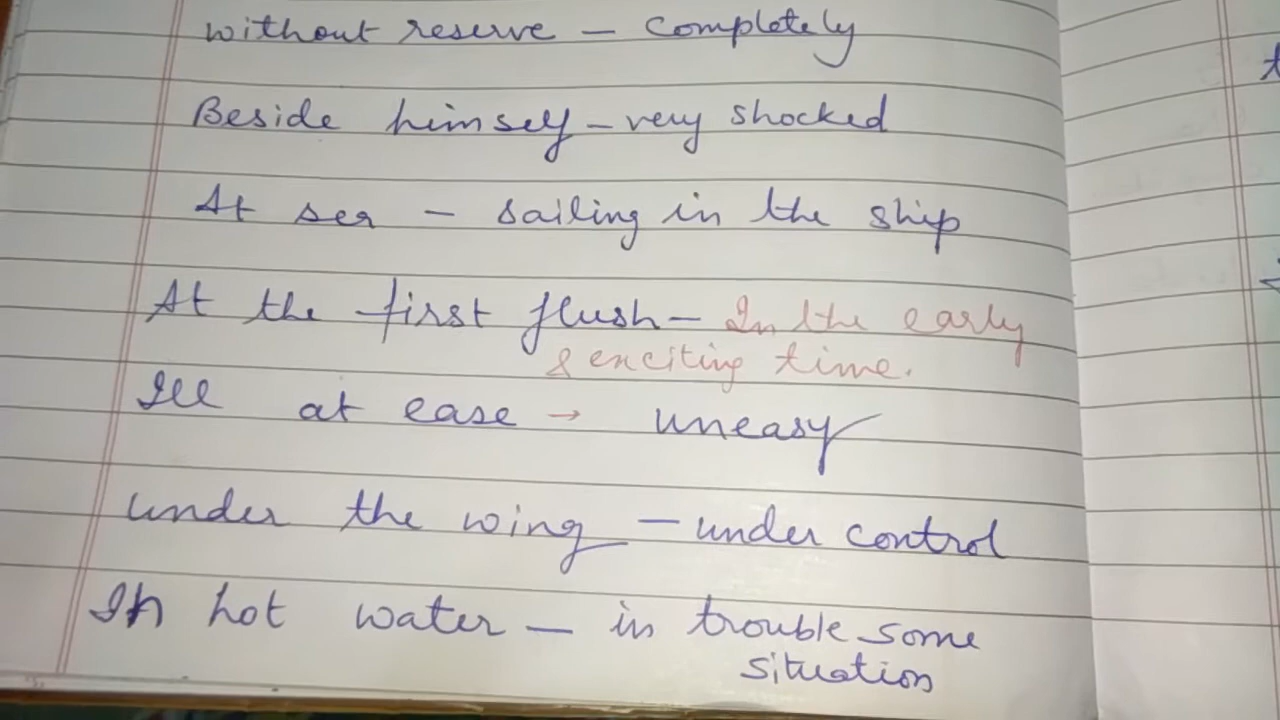 without reserve – Completely
Beside himself – very shocked
At sea – sailing in the ship
At the first flush – In the early
& exciting time.
Ill at ease → uneasy
under the wing – under control
In hot water – in trouble some
situation